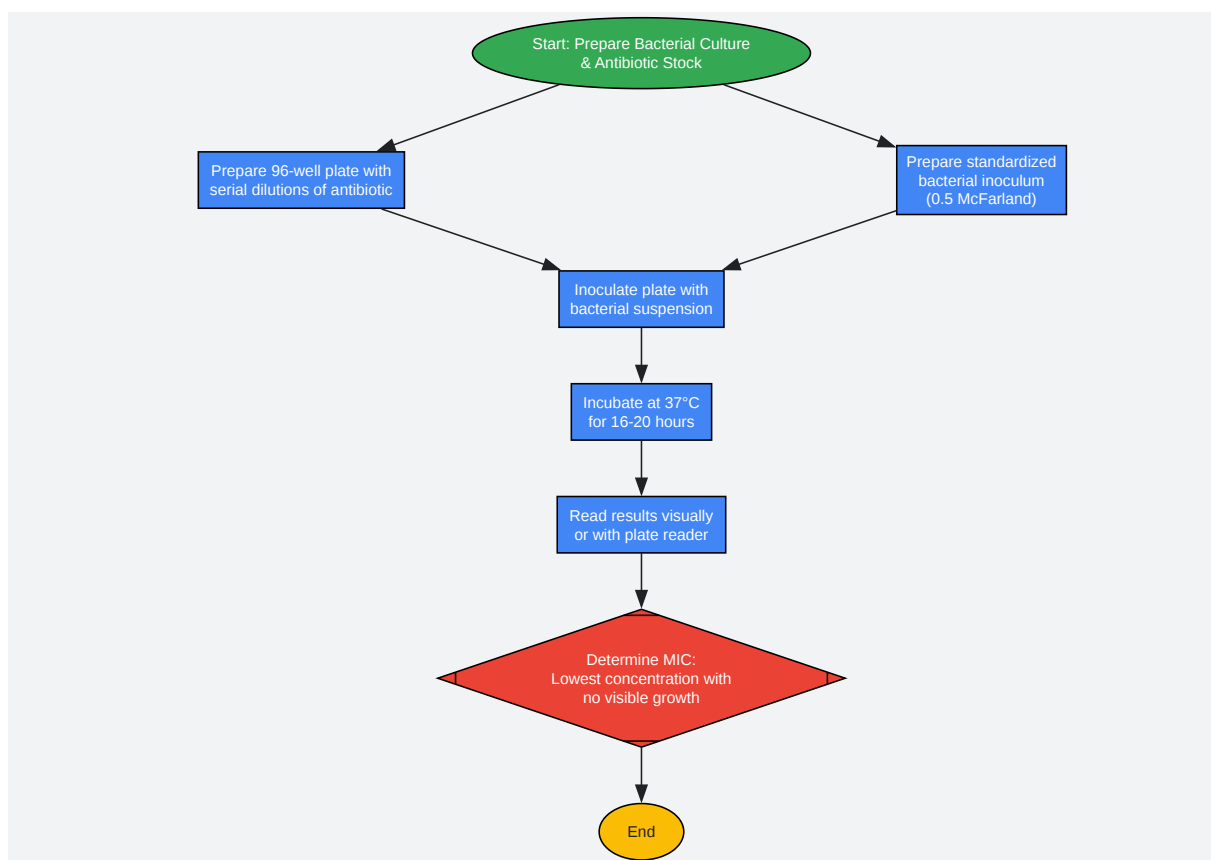 Start: Prepare Bacterial Culture
& Antibiotic Stock
Prepare 96-well plate with
serial dilutions of antibiotic
Prepare standardized
bacterial inoculum
(0.5 McFarland)
Inoculate plate with
bacterial suspension
Incubate at 37°C
for 16-20 hours
Read results visually
or with plate reader
Determine MIC:
Lowest concentration with
no visible growth
End